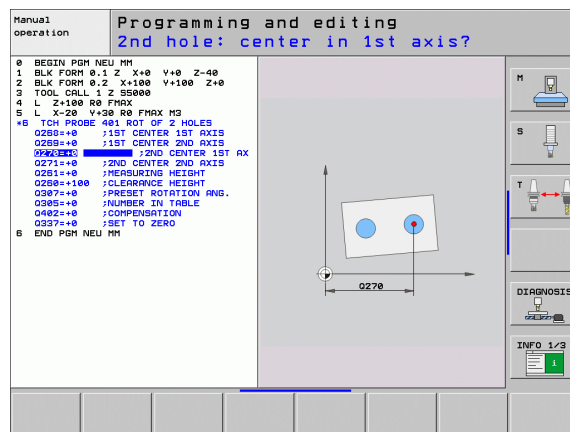 Manual
operation
Programming and editing
2nd hole: center in 1st axis?
0 BEGIN PGM NEU MM
1 BLK FORM 0.1 Z X+0 Y+0 Z-40
2 BLK FORM 0.2 X+100 Y+100 Z+0
3 TOOL CALL 1 Z S5000
4 L Z+100 R0 FMAX
5 L X-20 Y+30 R0 FMAX M3
*6 TCH PROBE 401 ROT OF 2 HOLES
Q268=+0 ;1ST CENTER 1ST AXIS
Q269=+0 ;1ST CENTER 2ND AXIS
Q270=+0 ;2ND CENTER 1ST AX
Q271=+0 ;2ND CENTER 2ND AXIS
Q261=+0 ;MEASURING HEIGHT
Q260=+100 ;CLEARANCE HEIGHT
Q307=+0 ;PRESET ROTATION ANG.
Q305=+0 ;NUMBER IN TABLE
Q402=+0 ;COMPENSATION
Q337=+0 ;SET TO ZERO
6 END PGM NEU MM
Q270
M
S
T
DIAGNOSIS
INFO 1/3
i